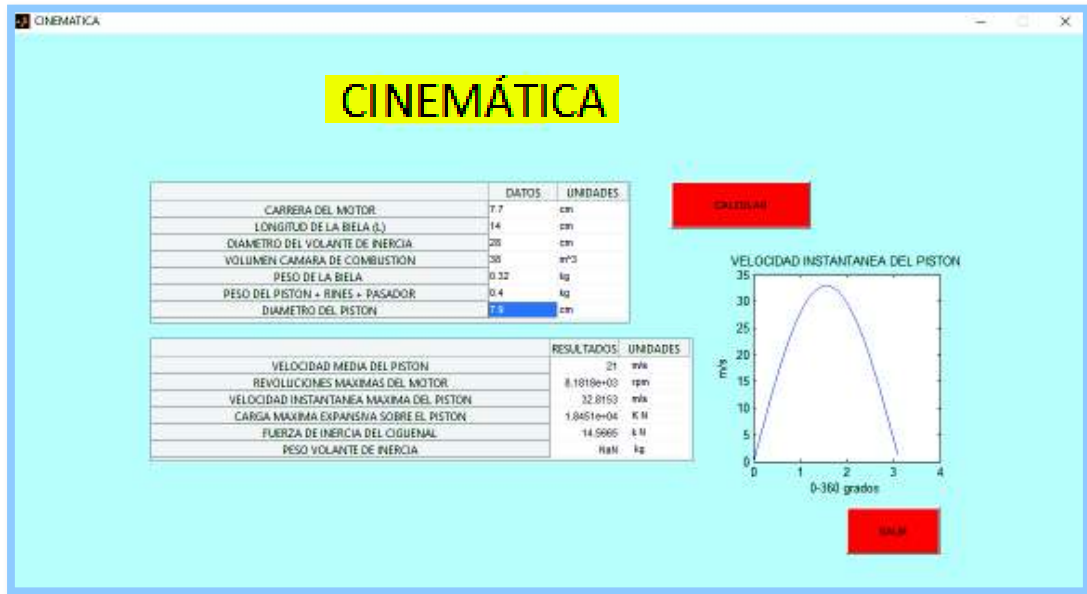 CINEMATICA
CINEMÁTICA
DATOS UNIDADES
CARRERA DEL MOTOR 7.7 cm
LONGITUD DE LA BIELA (L) 14 cm
DIAMETRO DEL VOLANTE DE INERCIA 28 cm
VOLUMEN CAMARA DE COMBUSTION 38 m^3
PESO DE LA BIELA 0.32 kg
PESO DEL PISTON + RINES + PASADOR 0.4 kg
DIAMETRO DEL PISTON 7.9 cm
CALCULAR
RESULTADOS UNIDADES
VELOCIDAD MEDIA DEL PISTON 21 m/s
REVOLUCIONES MAXIMAS DEL MOTOR 8.1818e+03 rpm
VELOCIDAD INSTANTANEA MAXIMA DEL PISTON 32.8153 m/s
CARGA MAXIMA EXPANSIVA SOBRE EL PISTON 1.8451e+04 K N
FUERZA DE INERCIA DEL CIGUENAL 14.5665 k N
PESO VOLANTE DE INERCIA NaN kg
VELOCIDAD INSTANTANEA DEL PISTON
35
30
25
20
15
10
5
0
m/s
0 1 2 3 4
0-360 grados
SALIR